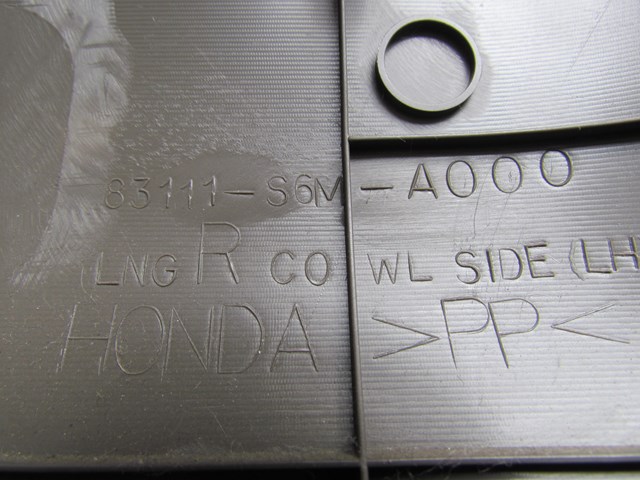 83111-S6M-A000
LNG R COWL SIDE (LH
HONDA >PP<